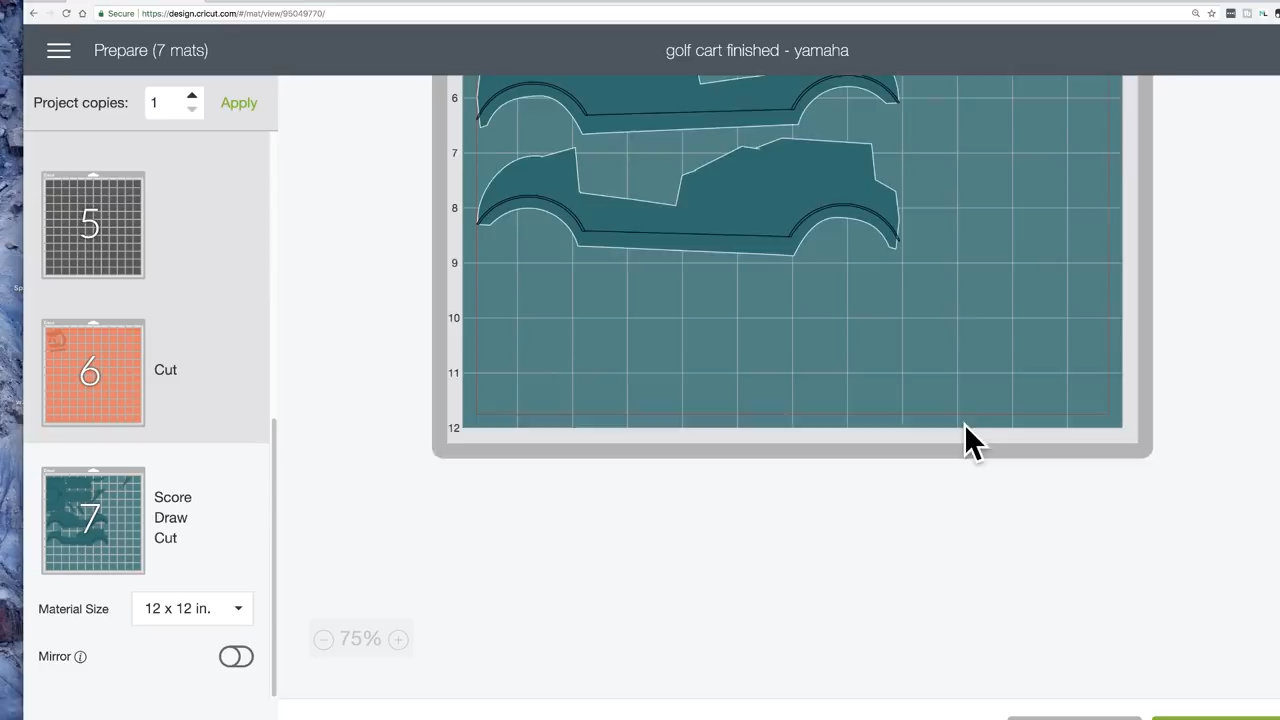 Secure https://design.cricut.com/#/mat/view/95049770/
Prepare (7 mats)
golf cart finished - yamaha
Project copies: 1 Apply
5
6
Cut
7
Score
Draw
Cut
Material Size 12 x 12 in.
Mirror
75%
6
7
8
9
10
11
12